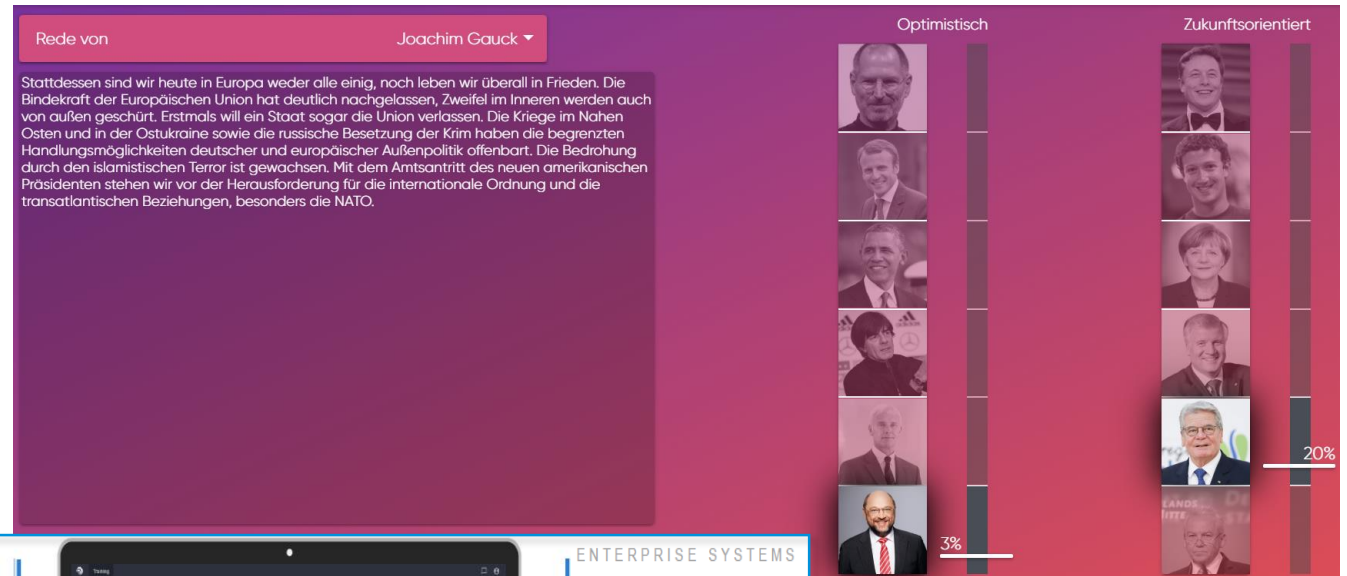 Rede von
Joachim Gauck
Stattdessen sind wir heute in Europa weder alle einig, noch leben wir überall in Frieden. Die
Bindekraft der Europäischen Union hat deutlich nachgelassen, Zweifel im Inneren werden auch
von außen geschürt. Erstmals will ein Staat sogar die Union verlassen. Die Kriege im Nahen
Osten und in der Ostukraine sowie die russische Besetzung der Krim haben die begrenzten
Handlungsmöglichkeiten deutscher und europäischer Außenpolitik offenbart. Die Bedrohung
durch den islamistischen Terror ist gewachsen. Mit dem Amtsantritt des neuen amerikanischen
Präsidenten stehen wir vor der Herausforderung für die internationale Ordnung und die
transatlantischen Beziehungen, besonders die NATO.
Optimistisch
Zukunftsorientiert
20%
3%
ENTERPRISE SYSTEMS
Training